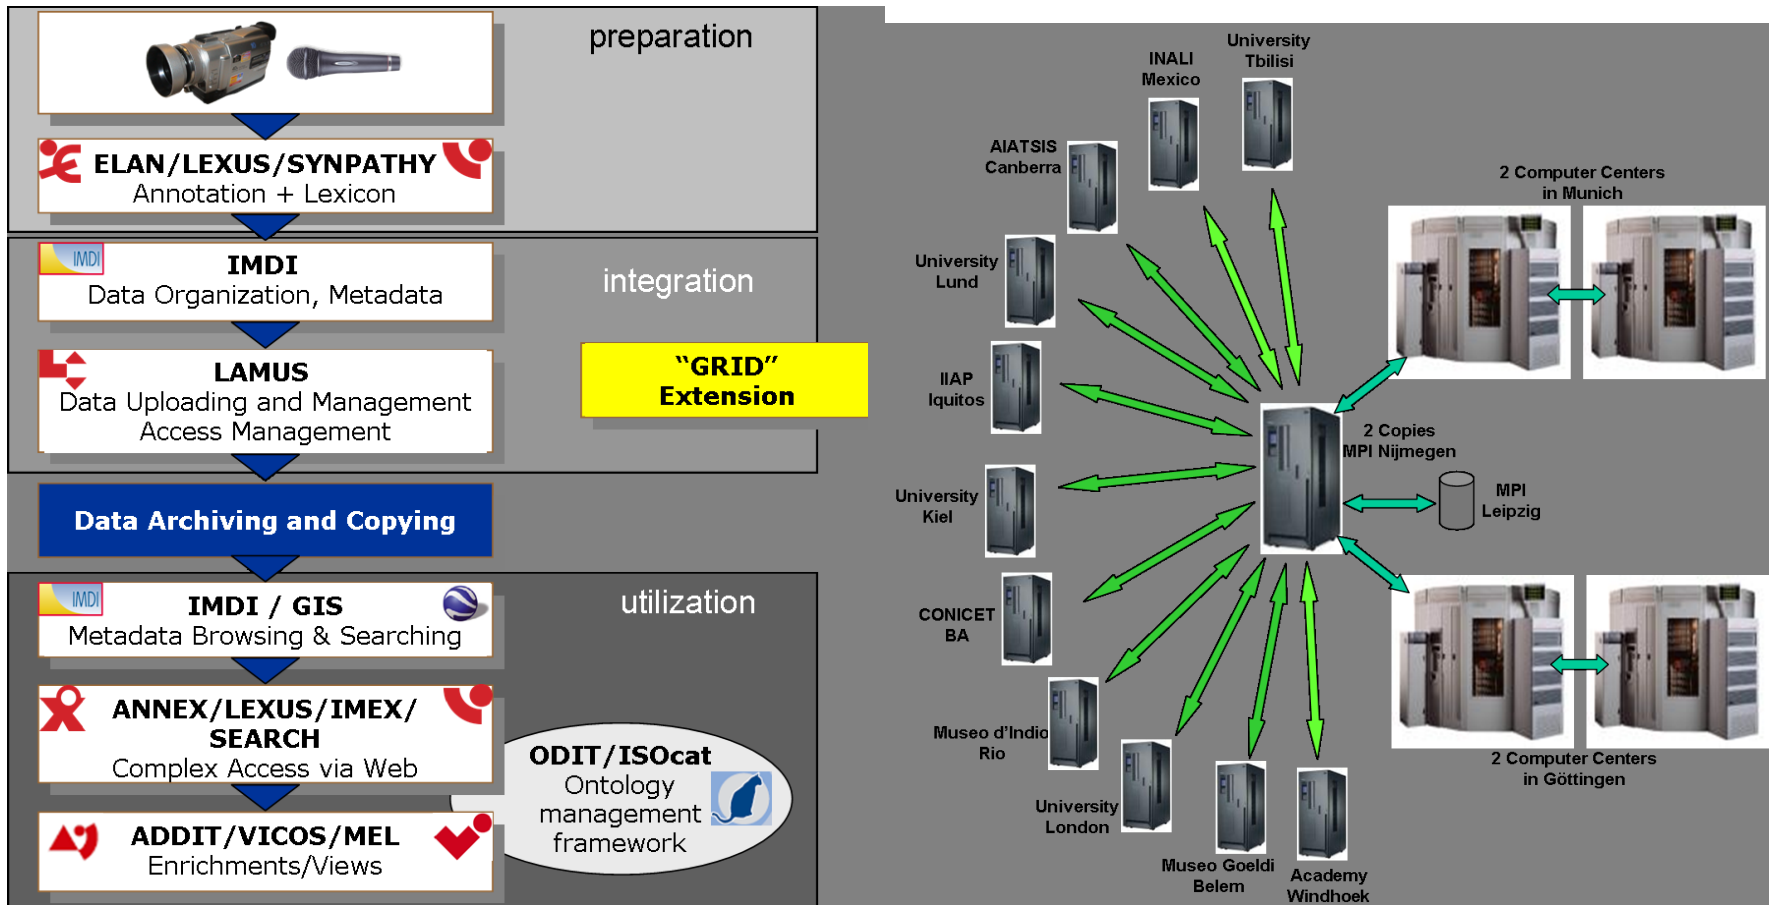 preparation
ELAN/LEXUS/SYNPATHY
Annotation + Lexicon
integration
IMDI
IMDI
Data Organization, Metadata
LAMUS
Data Uploading and Management
Access Management
“GRID”
Extension
Data Archiving and Copying
utilization
IMDI
IMDI / GIS
Metadata Browsing & Searching
ANNEX/LEXUS/IMEX/
SEARCH
Complex Access via Web
ODIT/ISOcat
Ontology
management
framework
ADDIT/VICOS/MEL
Enrichments/Views
University
Tbilisi
INALI
Mexico
AIATSIS
Canberra
University
Lund
IIAP
Iquitos
University
Kiel
CONICET
BA
Museo d'Indio
Rio
University
London
Museo Goeldi
Belem
Academy
Windhoek
2 Computer Centers
in Munich
2 Copies
MPI Nijmegen
MPI
Leipzig
2 Computer Centers
in Göttingen